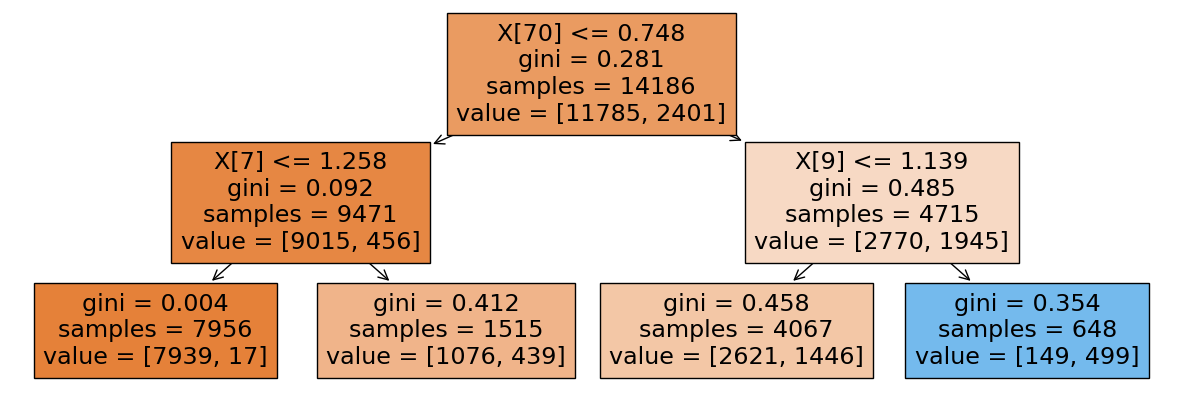 X[70] <= 0.748
gini = 0.281
samples = 14186
value = [11785, 2401]
X[7] <= 1.258
gini = 0.092
samples = 9471
value = [9015, 456]
X[9] <= 1.139
gini = 0.485
samples = 4715
value = [2770, 1945]
gini = 0.004
samples = 7956
value = [7939, 17]
gini = 0.412
samples = 1515
value = [1076, 439]
gini = 0.458
samples = 4067
value = [2621, 1446]
gini = 0.354
samples = 648
value = [149, 499]